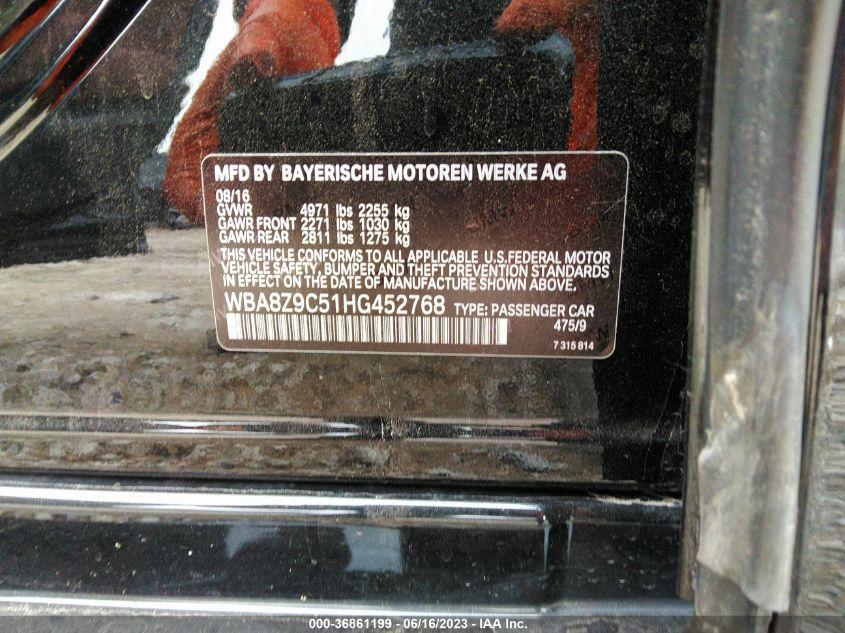 MFD BY BAYERISCHE MOTOREN WERKE AG
08/16
GVWR 4971 lbs 2255 kg
GAWR FRONT 2271 lbs 1030 kg
GAWR REAR 2811 lbs 1275 kg
THIS VEHICLE CONFORMS TO ALL APPLICABLE U.S.FEDERAL MOTOR
VEHICLE SAFETY, BUMPER AND THEFT PREVENTION STANDARDS
IN EFFECT ON THE DATE OF MANUFACTURE SHOWN ABOVE.
WBA8Z9C51HG452768 TYPE: PASSENGER CAR
475/9
7 315 814
000-36861199 - 06/16/2023 - IAA Inc.